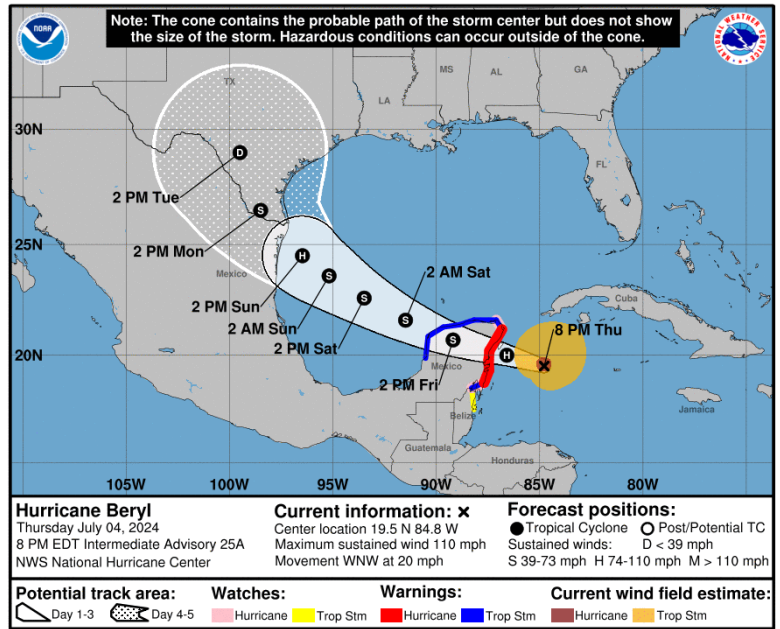 Note: The cone contains the probable path of the storm center but does not show
the size of the storm. Hazardous conditions can occur outside of the cone.
NOAA
NATIONAL WEATHER SERVICE
TX
MS
AL
GA
LA
30N
FL
D
2 PM Tue
S
25N
2 PM Mon
H
Mexico
2 AM Sat
S
Cuba
2 PM Sun
S
2 AM Sun
S
8 PM Thu
2 PM Sat
S
H
20N
Mexico
2 PM Fri
Jamaica
Belize
Guatemala
Honduras
105W
100W
95W
90W
85W
80W
Hurricane Beryl
Thursday July 04, 2024
8 PM EDT Intermediate Advisory 25A
NWS National Hurricane Center
Current information: ×
Center location 19.5 N 84.8 W
Maximum sustained wind 110 mph
Movement WNW at 20 mph
Forecast positions:
Tropical Cyclone Post/Potential TC
Sustained winds: D < 39 mph
S 39-73 mph H 74-110 mph M > 110 mph
Potential track area:
Day 1-3 Day 4-5
Watches:
Hurricane Trop Stm
Warnings:
Hurricane Trop Stm
Current wind field estimate:
Hurricane Trop Stm